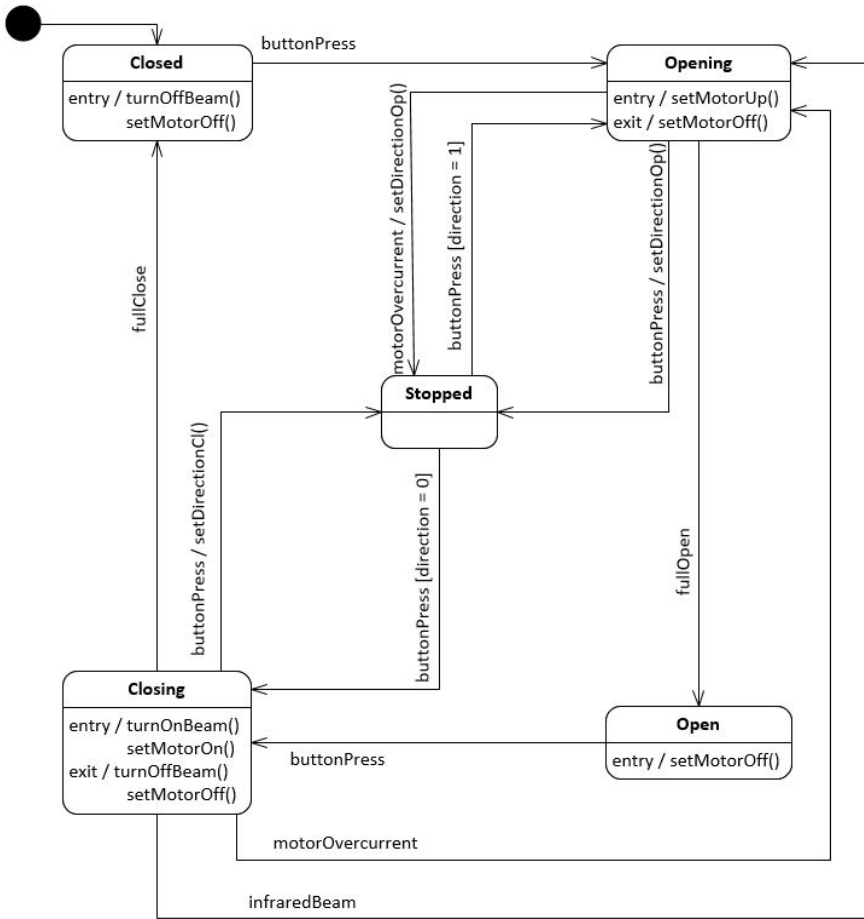 buttonPress
Closed
entry / turnOffBeam()
setMotorOff()
Opening
entry / setMotorUp()
exit / setMotorOff()
motorOvercurrent / setDirectionOp()
buttonPress [direction = 1]
buttonPress / setDirectionOp()
fullClose
Stopped
buttonPress / setDirectionCl()
buttonPress [direction = 0]
fullOpen
Closing
entry / turnOnBeam()
setMotorOn()
exit / turnOffBeam()
setMotorOff()
Open
entry / setMotorOff()
buttonPress
motorOvercurrent
infraredBeam